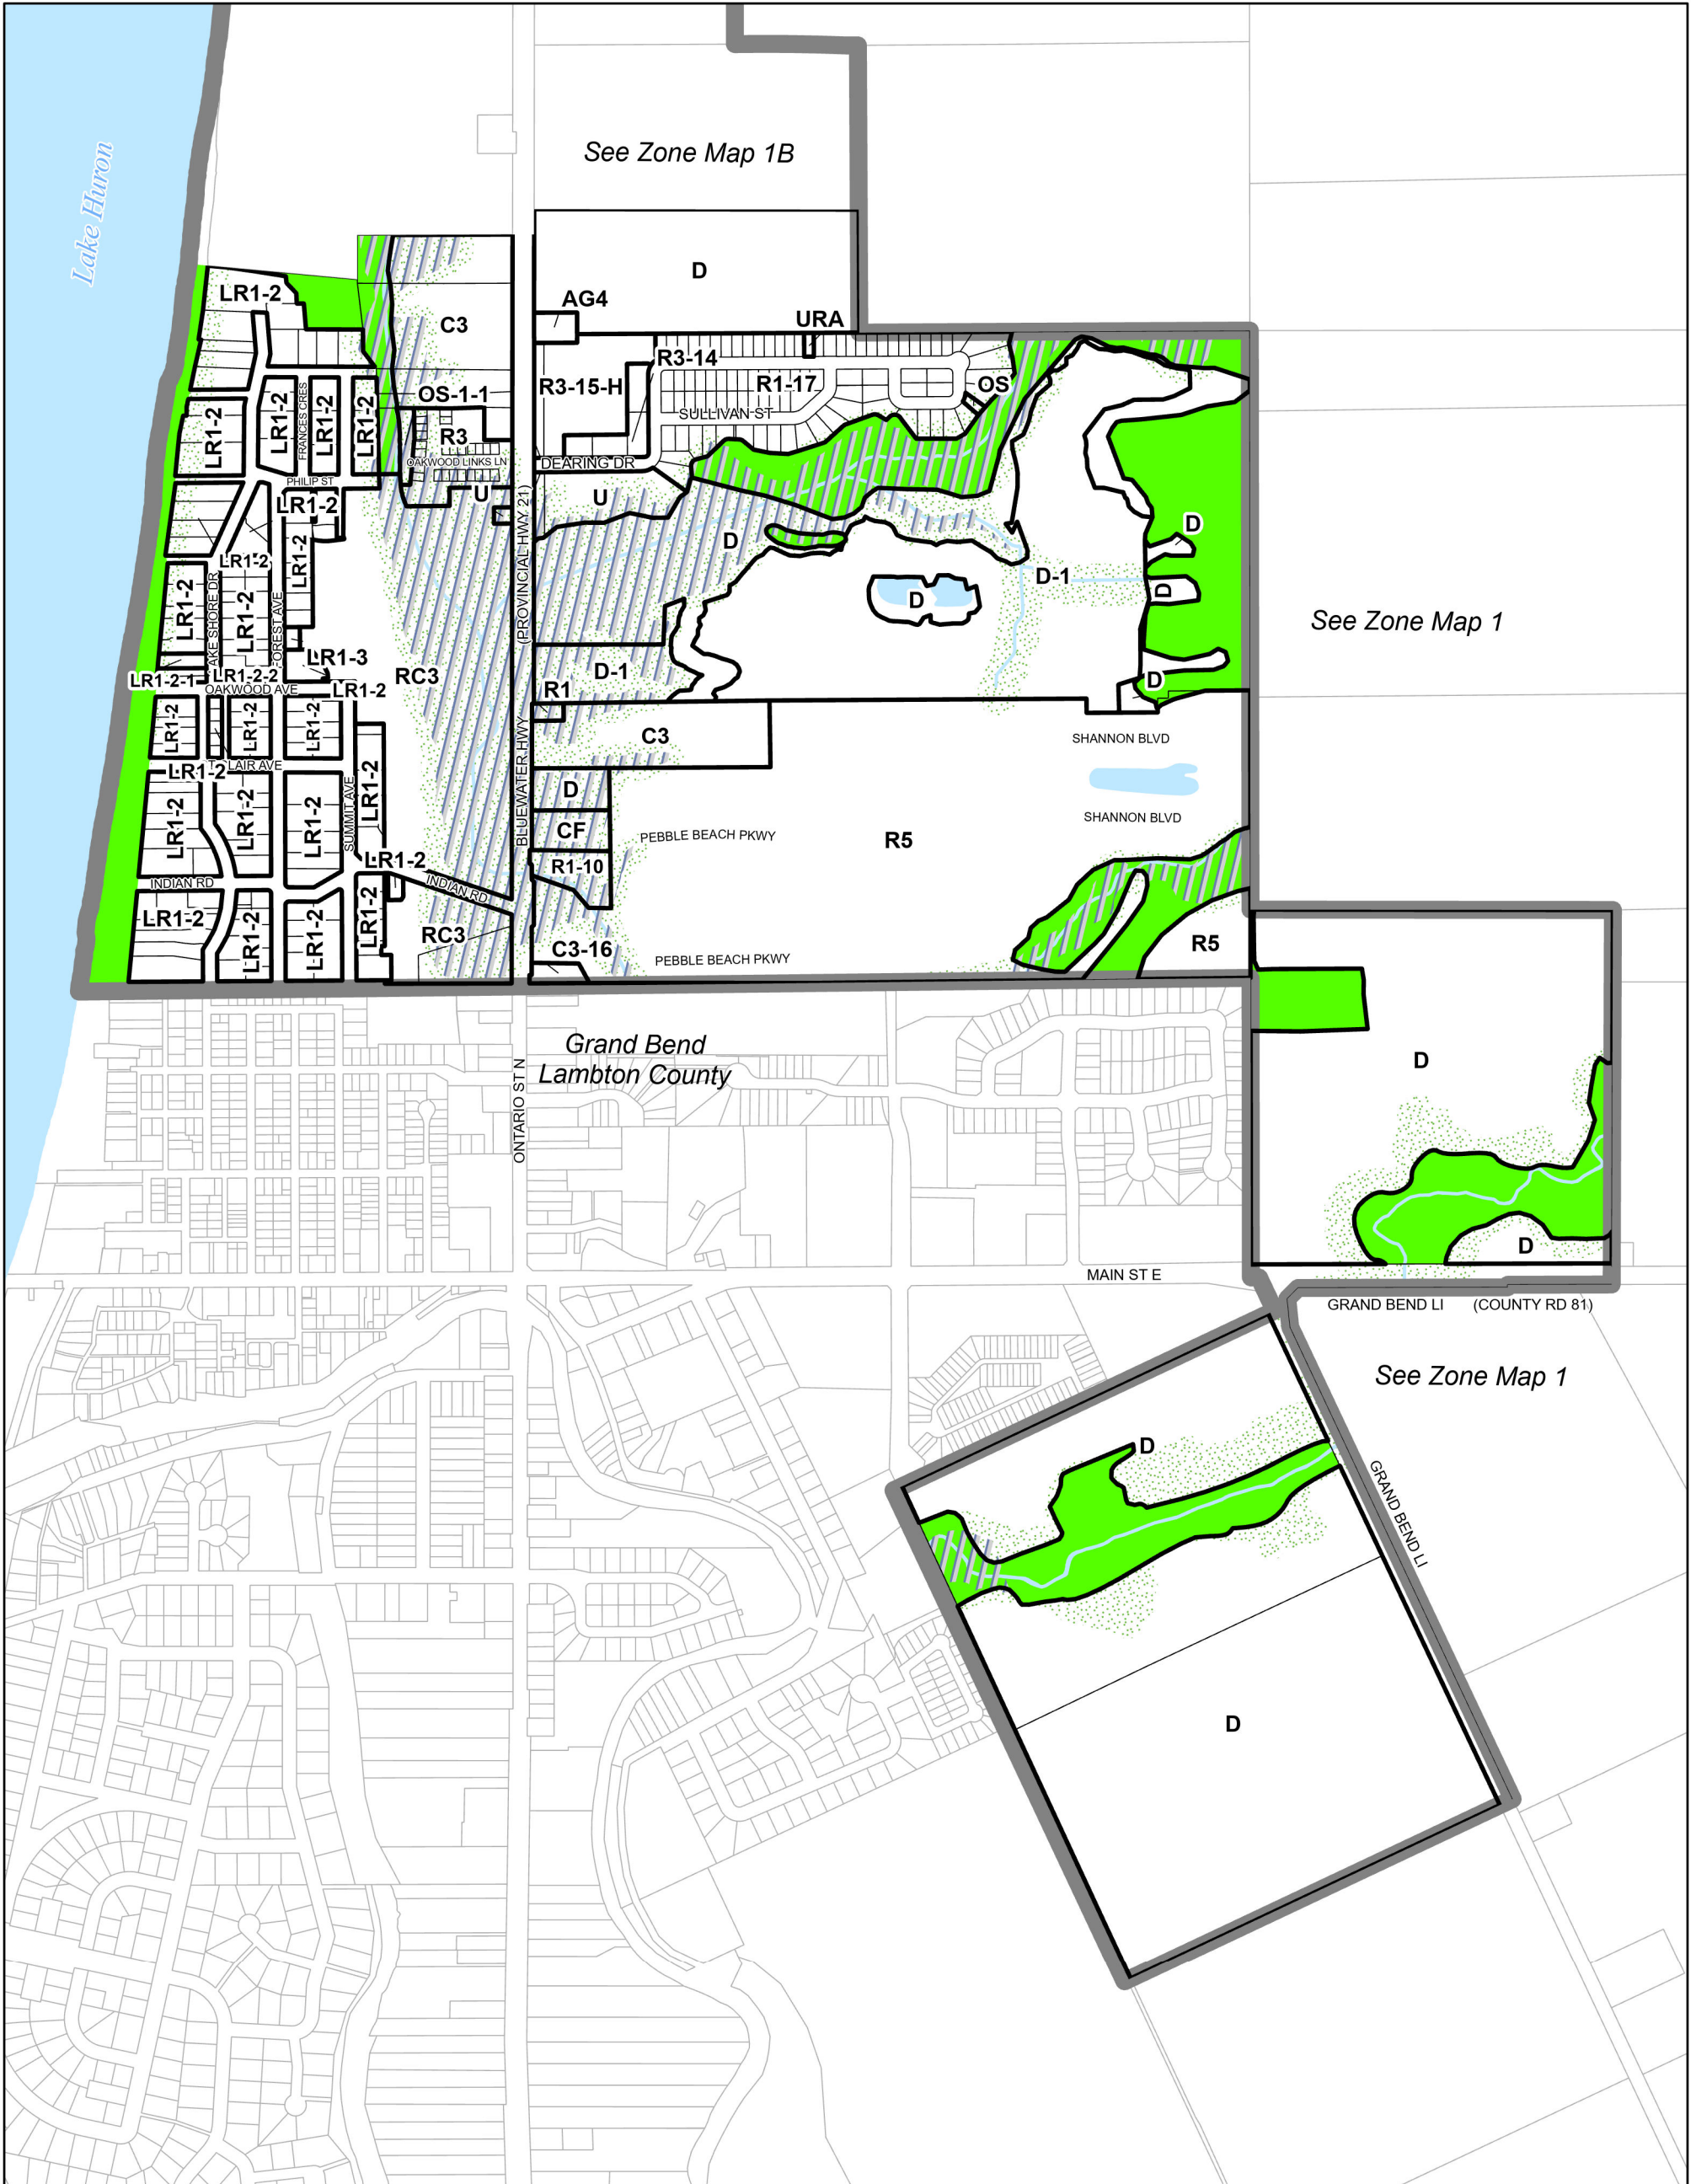 Lake Huron
See Zone Map 1B
D
LR1-2
AG4
C3
URA
R3-14
R3-15-H
R1-17
OS
OS-1-1
SULLIVAN ST
LR1-2
LR1-2
FRANCES CRES
LR1-2
LR1-2
R3
OAKWOOD LINKS LN
DEARING DR
PHILIP ST
U
U
LR1-2
(PROVINCIAL HWY 21)
D
D
LR1-2
LR1-2
D-1
D
D
LR1-2
LAKE SHORE DR
LR1-2
FOREST AVE
See Zone Map 1
LR1-3
RC3
D-1
LR1-2-1
LR1-2-2
OAKWOOD AVE
LR1-2
R1
D
LR1-2
LR1-2
LR1-2
BLUEWATER HWY
C3
SHANNON BLVD
CLAIR AVE
LR1-2
LR1-2
D
SHANNON BLVD
LR1-2
LR1-2
LR1-2
SUMMIT AVE
CF
PEBBLE BEACH PKWY
R5
LR1-2
R1-10
INDIAN RD
INDIAN RD
LR1-2
LR1-2
LR1-2
LR1-2
RC3
C3-16
PEBBLE BEACH PKWY
R5
Grand Bend
Lambton County
ONTARIO ST N
D
D
MAIN ST E
GRAND BEND LI
(COUNTY RD 81)
See Zone Map 1
D
GRAND BEND LI
D